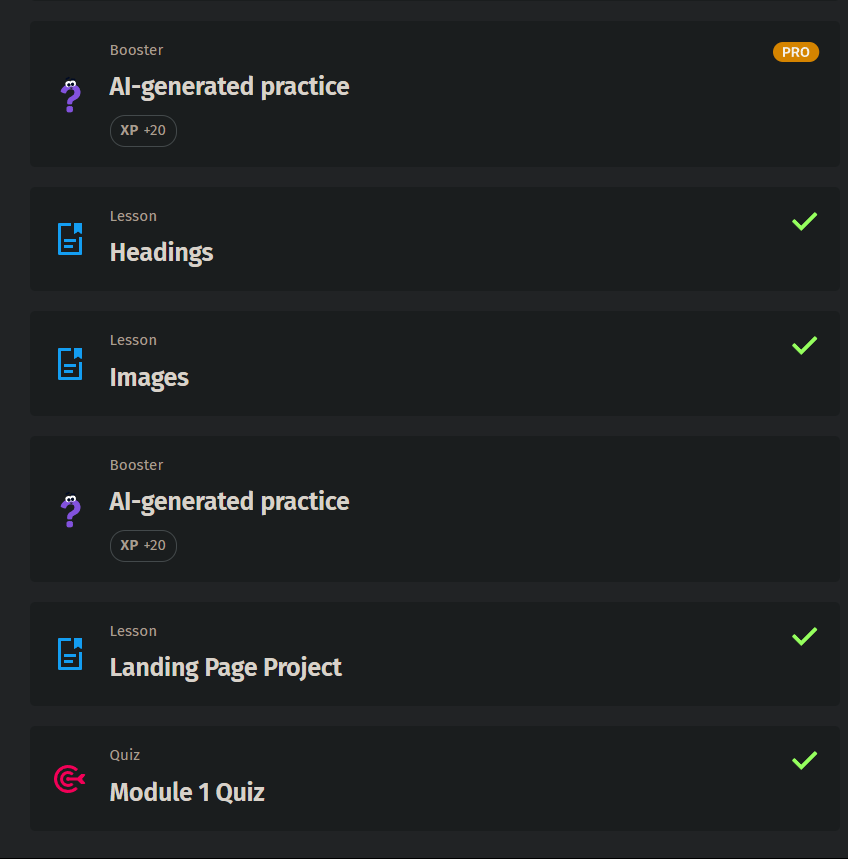 Booster
PRO
AI-generated practice
XP +20
Lesson
Headings
Lesson
Images
Booster
AI-generated practice
XP +20
Lesson
Landing Page Project
Quiz
Module 1 Quiz